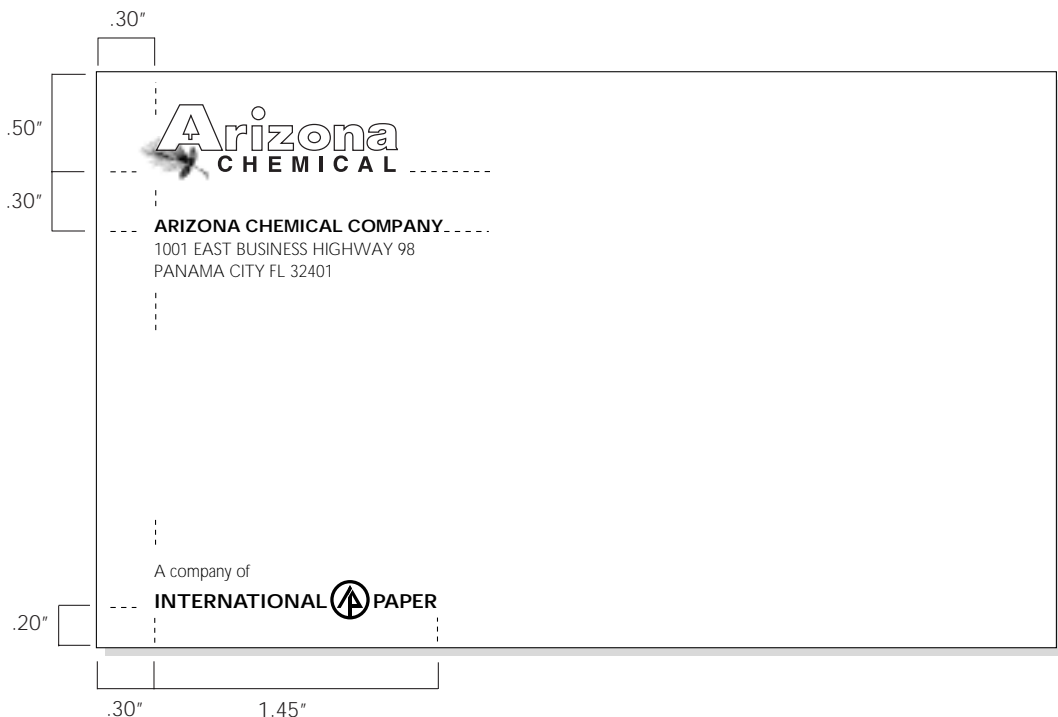 .30"
.50"
Arizona
CHEMICAL
.30"
ARIZONA CHEMICAL COMPANY
1001 EAST BUSINESS HIGHWAY 98
PANAMA CITY FL 32401
A company of
INTERNATIONAL PAPER
.20"
.30" 1.45"